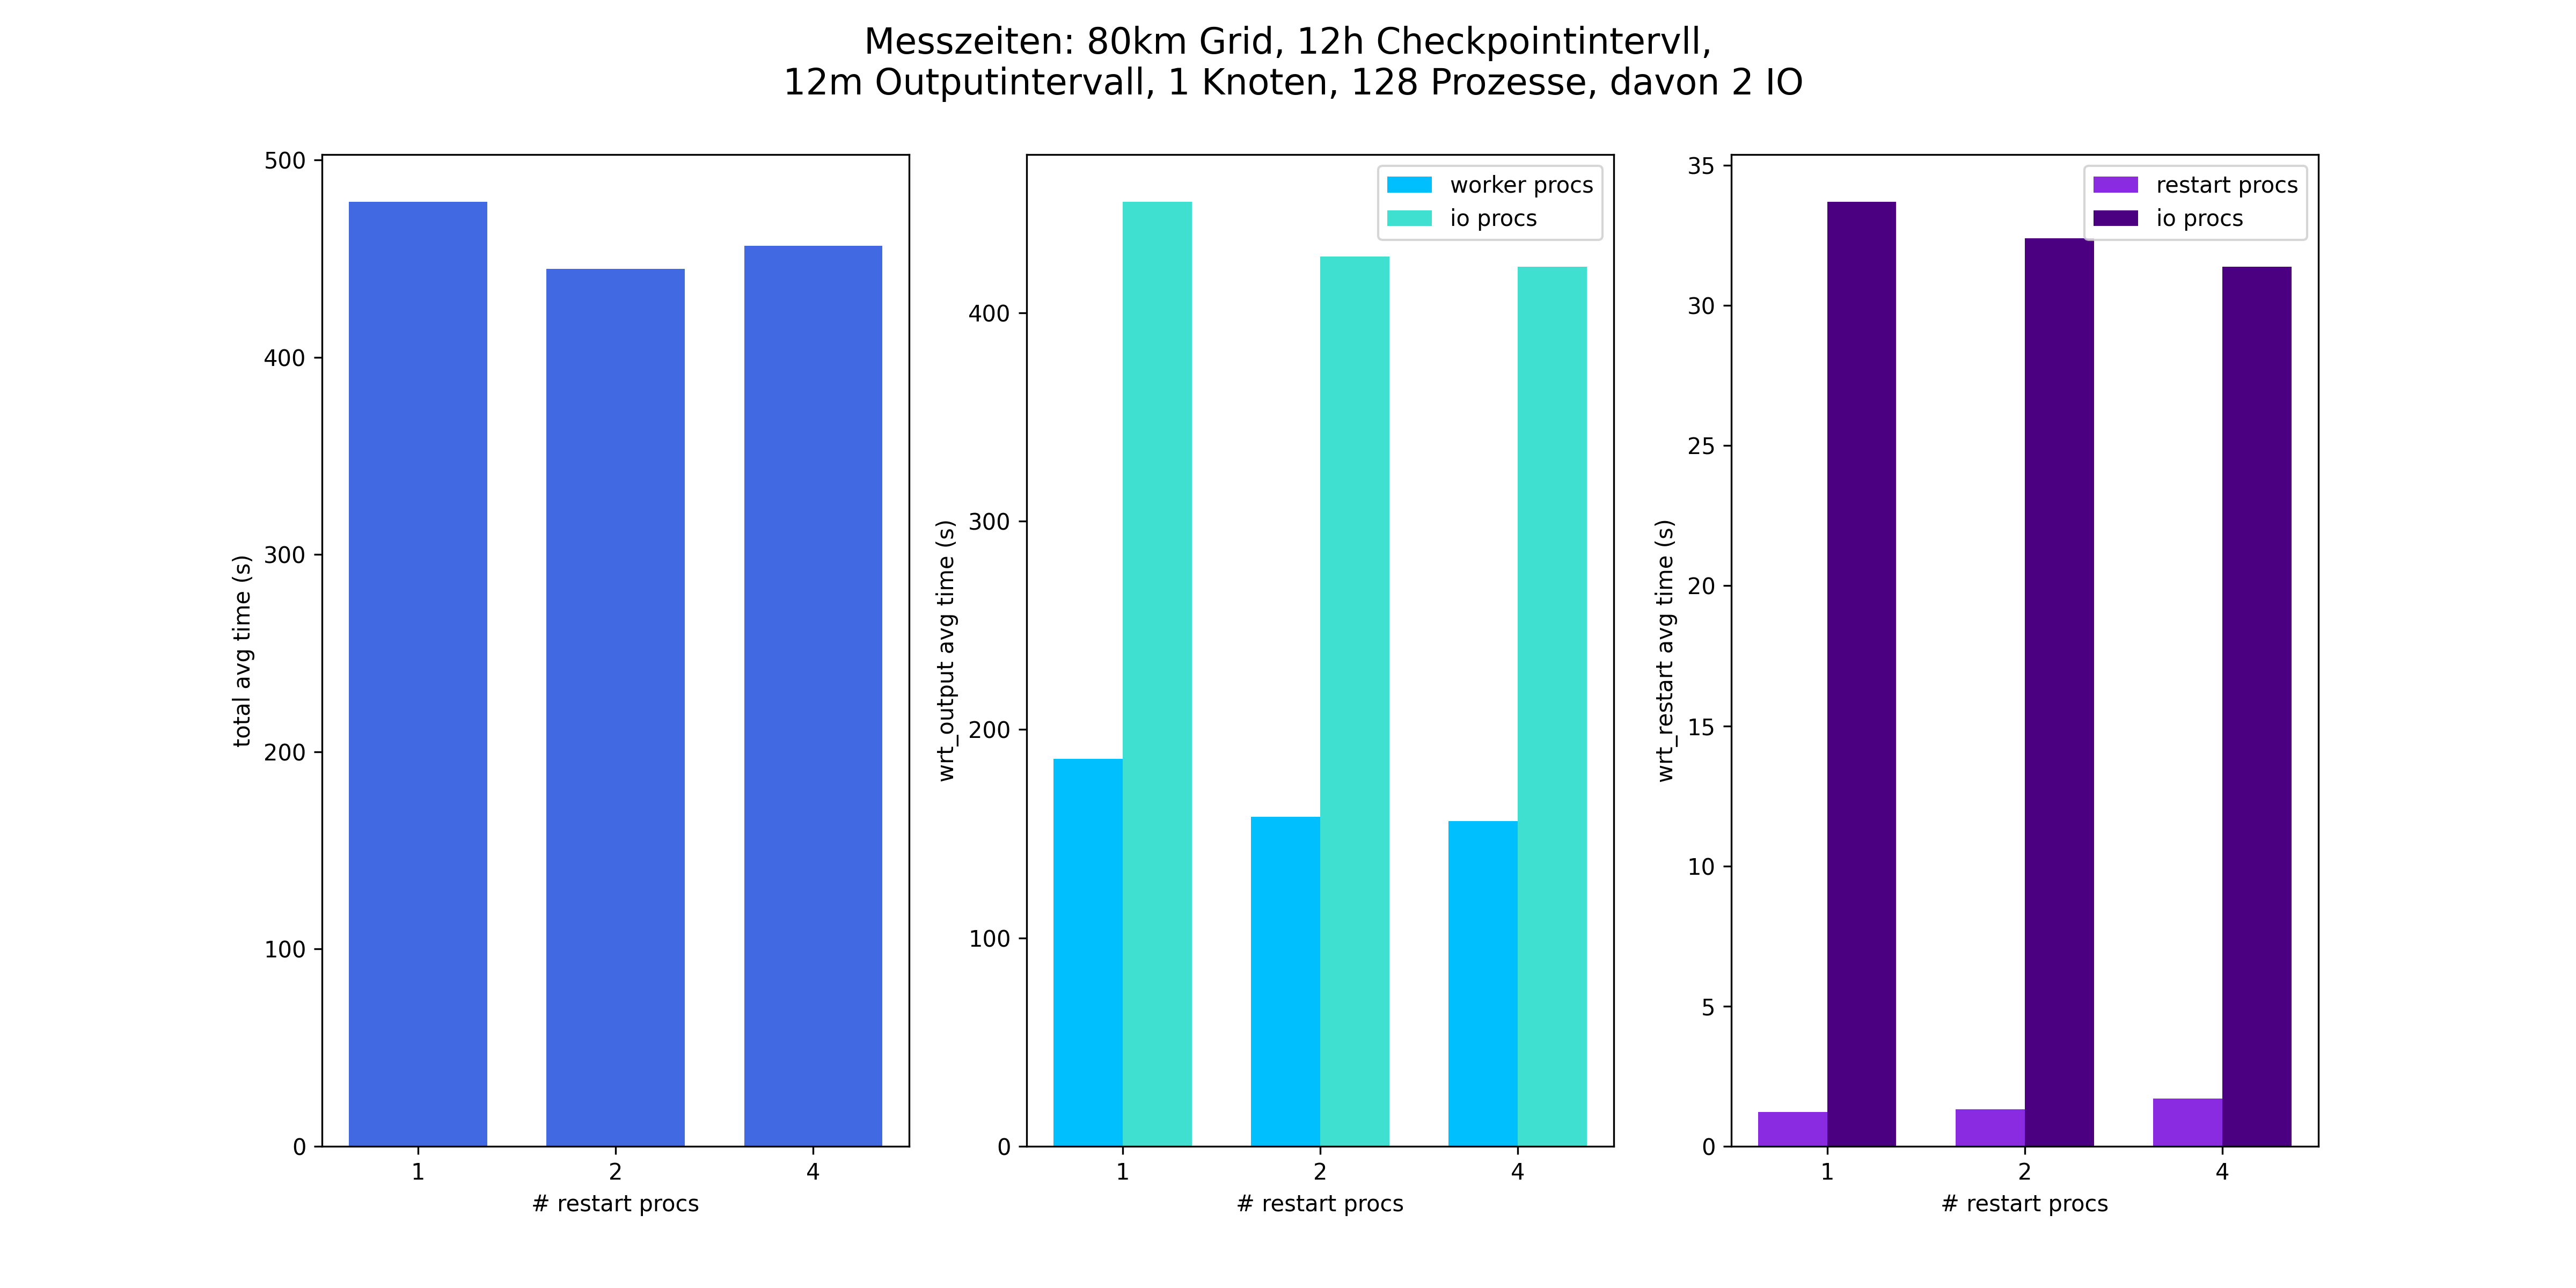 Messzeiten: 80km Grid, 12h Checkpointintervll,
12m Outputintervall, 1 Knoten, 128 Prozesse, davon 2 IO
total avg time (s)
500
400
300
200
100
0
1 2 4
# restart procs
wrt_output avg time (s)
400
300
200
100
0
worker procs
io procs
1 2 4
# restart procs
wrt_restart avg time (s)
35
30
25
20
15
10
5
0
restart procs
io procs
1 2 4
# restart procs